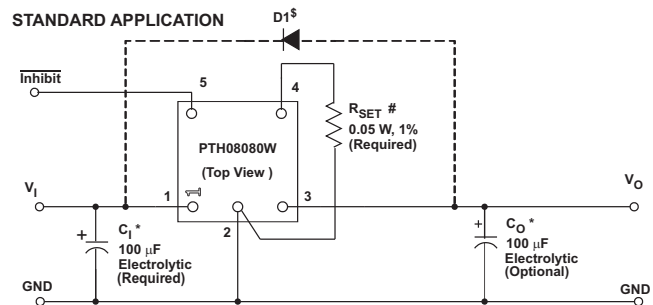 STANDARD APPLICATION
D1$
Inhibit
5
4
RSET #
0.05 W, 1%
(Required)
PTH08080W
(Top View )
VI
1
3
VO
2
+
CI *
100 μF
Electrolytic
(Required)
+
CO *
100 μF
Electrolytic
(Optional)
GND
GND